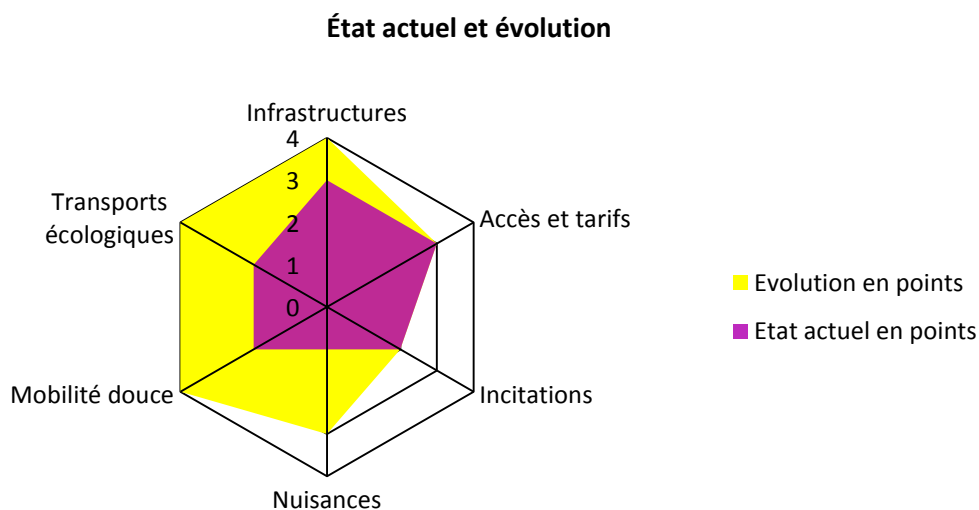 État actuel et évolution
Infrastructures
4
3
2
1
0
Transports
écologiques
Accès et tarifs
Mobilité douce
Incitations
Nuisances
Evolution en points
Etat actuel en points